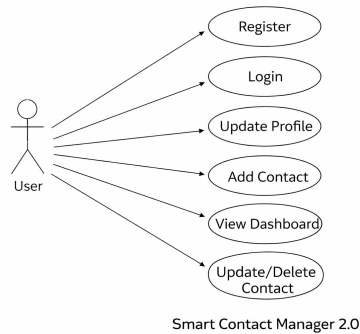 Register
Login
Update Profile
Add Contact
User
View Dashboard
Update/Delete
Contact
Smart Contact Manager 2.0